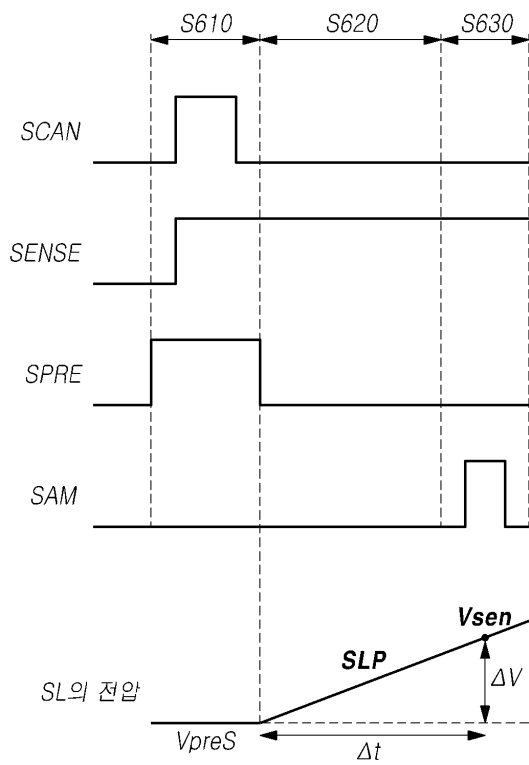 S610 S620 S630
SCAN
SENSE
SPRE
SAM
Vsen
SLP
ΔV
SL의 전압
VpreS
Δt